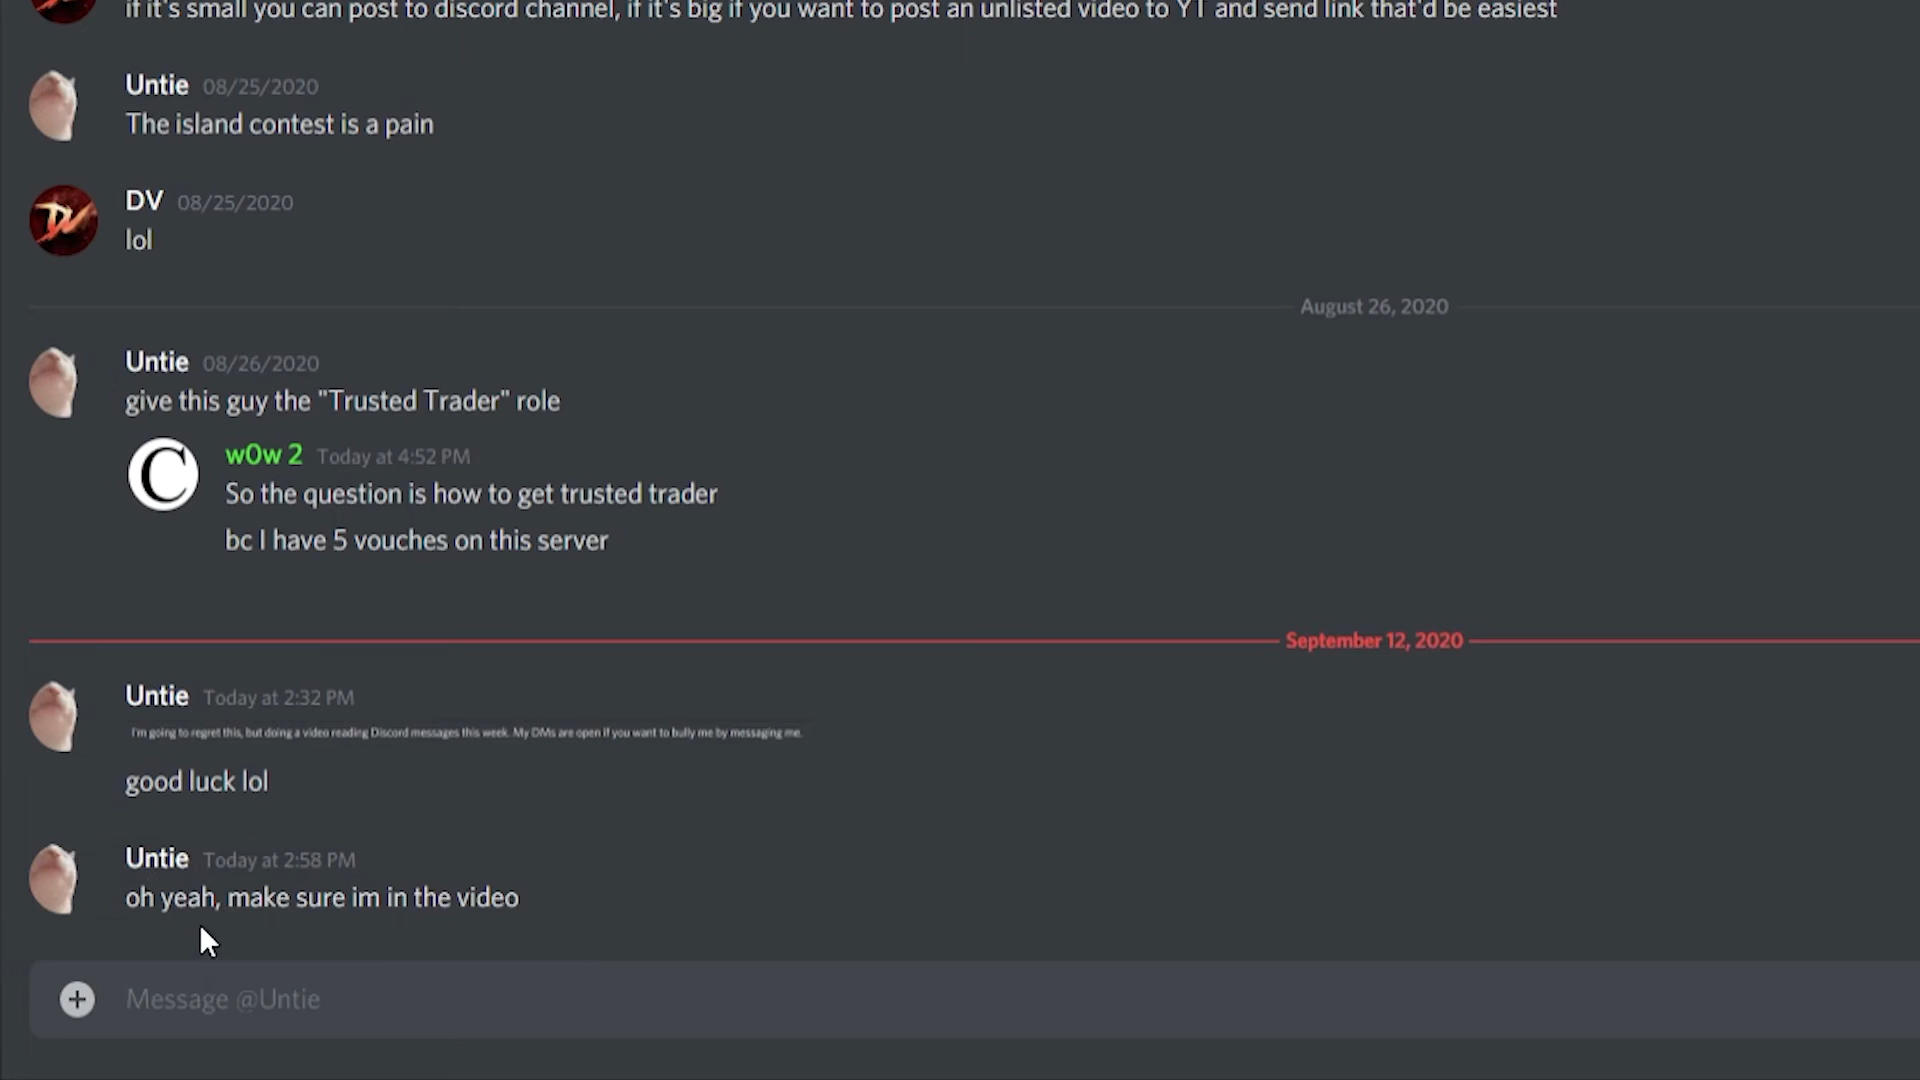 if it's small you can post to discord channel, if it's big if you want to post an unlisted video to YT and send link that'd be easiest
Untie 08/25/2020
The island contest is a pain
DV 08/25/2020
lol
August 26, 2020
Untie 08/26/2020
give this guy the "Trusted Trader" role
C
w0w 2 Today at 4:52 PM
So the question is how to get trusted trader
bc I have 5 vouches on this server
September 12, 2020
Untie Today at 2:32 PM
I'm going to regret this, but doing a video reading Discord messages this week. My DMs are open if you want to bully me by messaging me.
good luck lol
Untie Today at 2:58 PM
oh yeah, make sure im in the video
Message @Untie